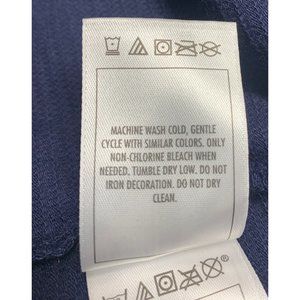 MACHINE WASH COLD, GENTLE
CYCLE WITH SIMILAR COLORS. ONLY
NON-CHLORINE BLEACH WHEN
NEEDED. TUMBLE DRY LOW. DO NOT
IRON DECORATION. DO NOT DRY
CLEAN.